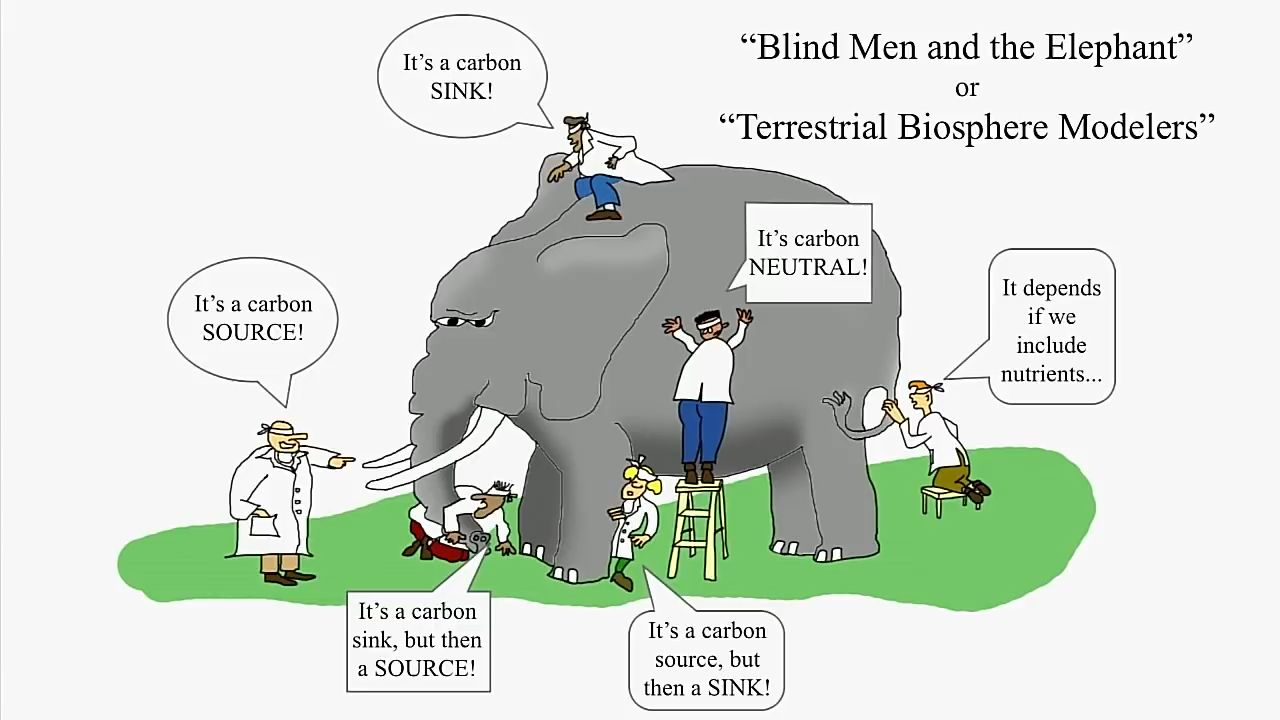 “Blind Men and the Elephant”
or
“Terrestrial Biosphere Modelers”
It’s a carbon
SINK!
It’s carbon
NEUTRAL!
It’s a carbon
SOURCE!
It depends
if we
include
nutrients...
It’s a carbon
sink, but then
a SOURCE!
It’s a carbon
source, but
then a SINK!